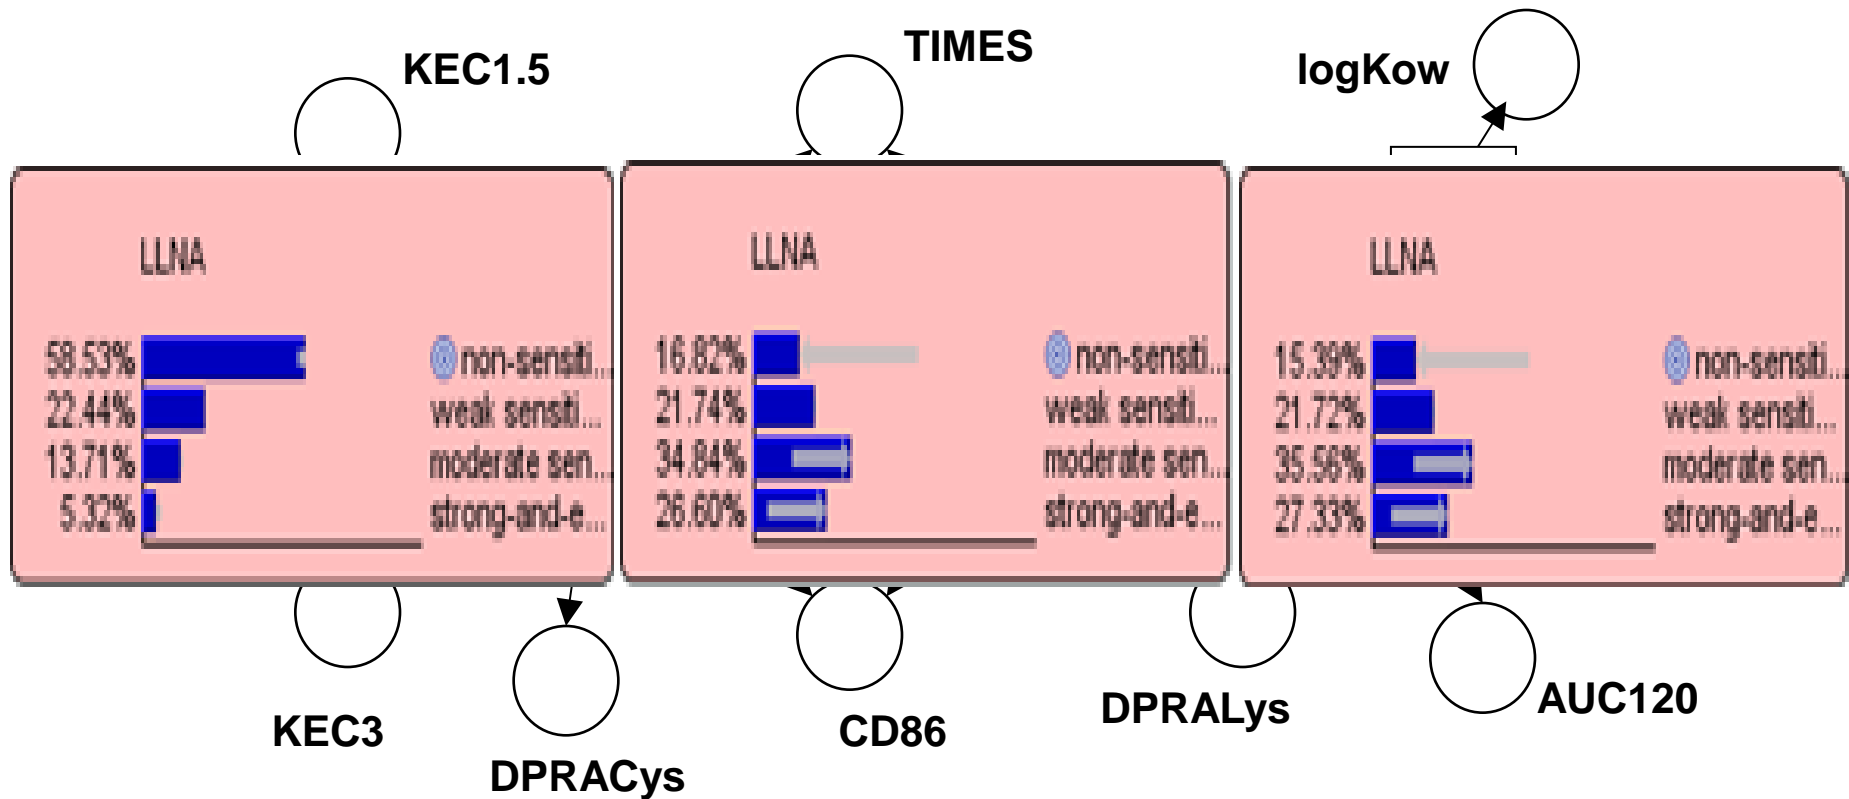 KEC1.5
TIMES
logKow
LLNA
58.53% non-sensiti...
22.44% weak sensiti...
13.71% moderate sen...
5.32% strong-and-e...
LLNA
16.82% non-sensiti...
21.74% weak sensiti...
34.84% moderate sen...
26.60% strong-and-e...
LLNA
15.39% non-sensiti...
21.72% weak sensiti...
35.56% moderate sen...
27.33% strong-and-e...
KEC3
DPRACys
CD86
DPRALys
AUC120